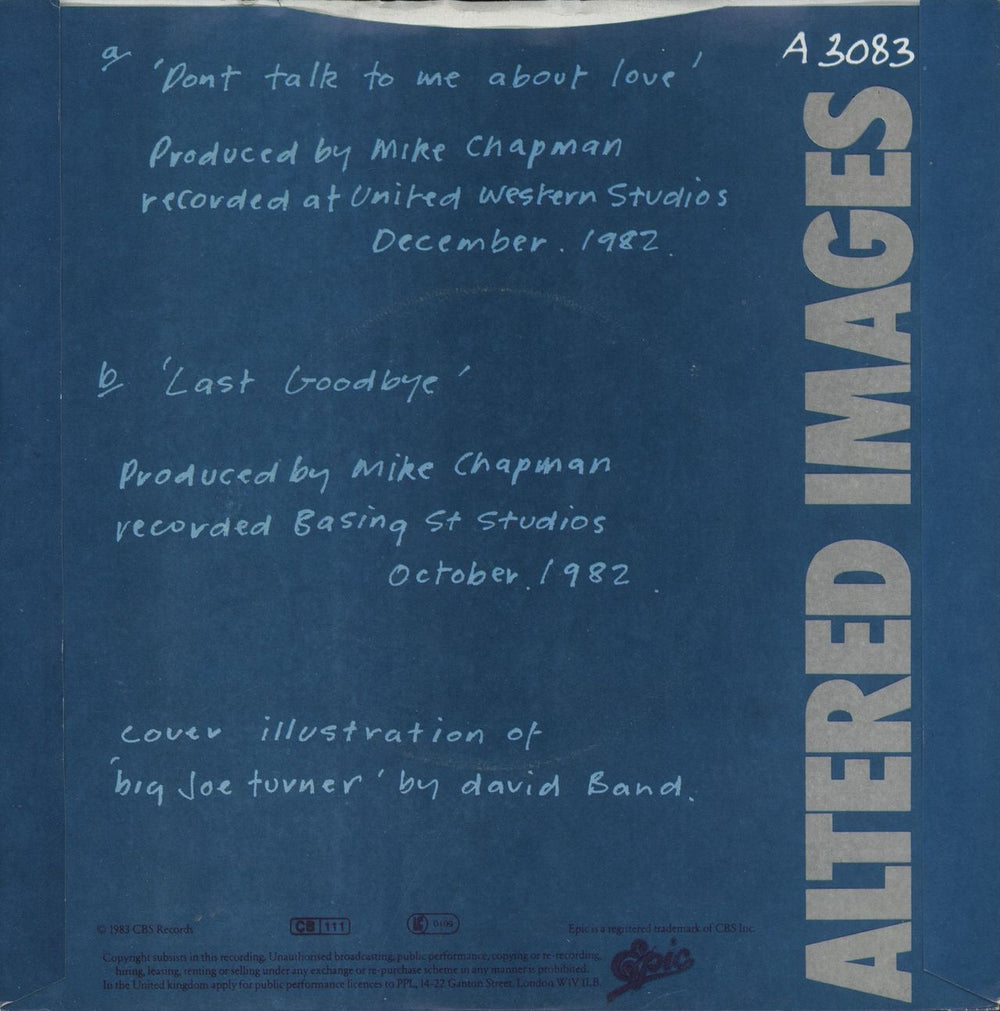 a 'Dont talk to me about love'
A 3083
Produced by Mike Chapman
recorded at United Western Studios
December. 1982.
b 'Last Goodbye'
Produced by Mike Chapman
recorded Basing St Studios
October. 1982.
cover illustration of
'big Joe turner' by david Band.
ALTERED IMAGES
© 1983 CBS Records
CB 111
LC 0199
Epic is a registered trademark of CBS Inc.
Copyright subsists in this recording. Unauthorised broadcasting, public performance, copying or re-recording,
hiring, leasing, renting or selling under any exchange or re-purchase scheme in any manner is prohibited.
In the United kingdom apply for public performance licences to PPL, 14-22 Ganton Street, London W1V 1LB.
Epic